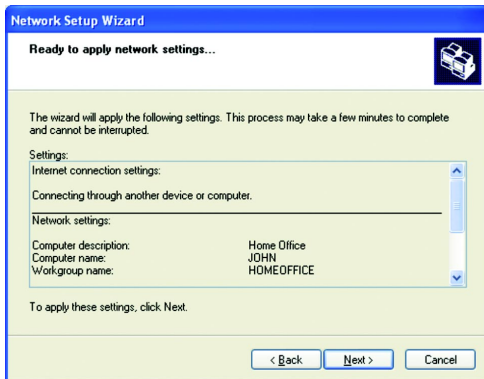 Network Setup Wizard
Ready to apply network settings...
The wizard will apply the following settings. This process may take a few minutes to complete
and cannot be interrupted.
Settings:
Internet connection settings:
Connecting through another device or computer.
Network settings:
Computer description: Home Office
Computer name: JOHN
Workgroup name: HOMEOFFICE
To apply these settings, click Next.
< Back Next > Cancel